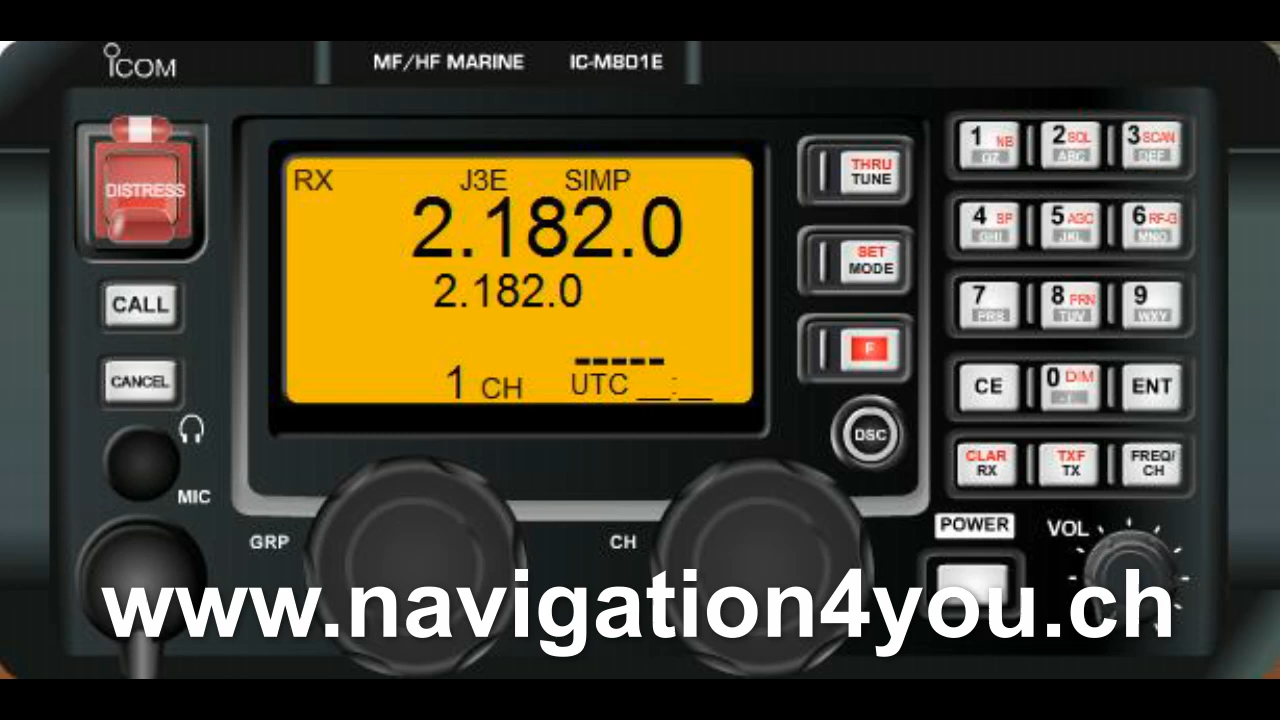 ICOM
MF/HF MARINE IC-M801E
DISTRESS
CALL
CANCEL
MIC
RX J3E SIMP
2.182.0
2.182.0
-----
1 CH UTC __:__
THRU
TUNE
SET
MODE
F
DSC
1 NB
QZ
2 SQL
ABC
3 SCAN
DEF
4 SP
GHI
5 AGC
JKL
6 RF-G
MNO
7
PRS
8 PRN
TUV
9
WXY
CE
0 DIM
ENT
CLAR
RX
TXF
TX
FREQ/
CH
GRP
CH
POWER
VOL
www.navigation4you.ch